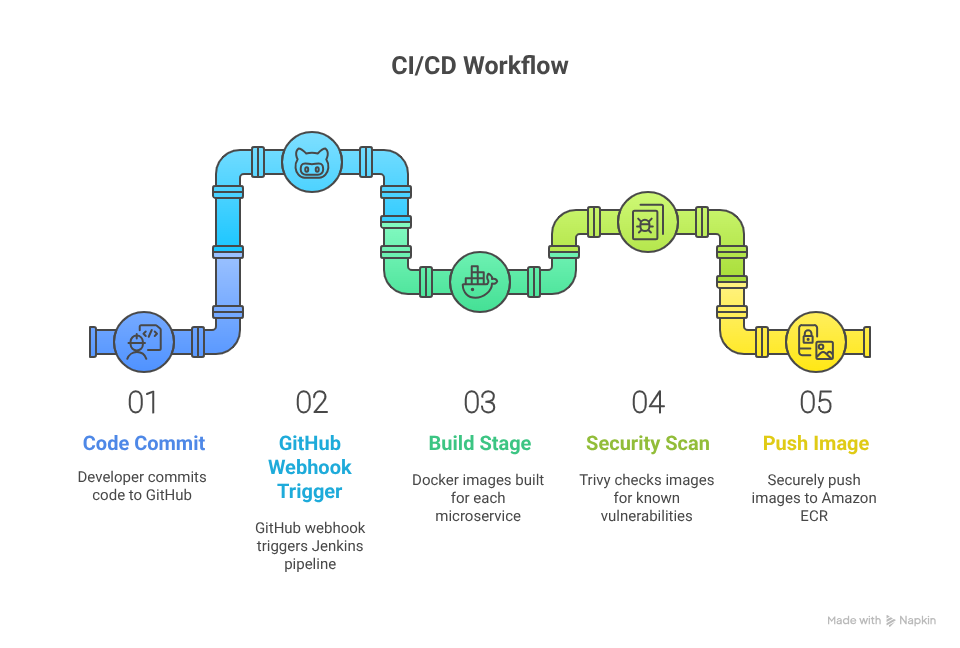 CI/CD Workflow
01
Code Commit
Developer commits
code to GitHub
02
GitHub
Webhook
Trigger
GitHub webhook
triggers Jenkins
pipeline
03
Build Stage
Docker images built
for each
microservice
04
Security Scan
Trivy checks images
for known
vulnerabilities
05
Push Image
Securely push
images to Amazon
ECR
Made with Napkin